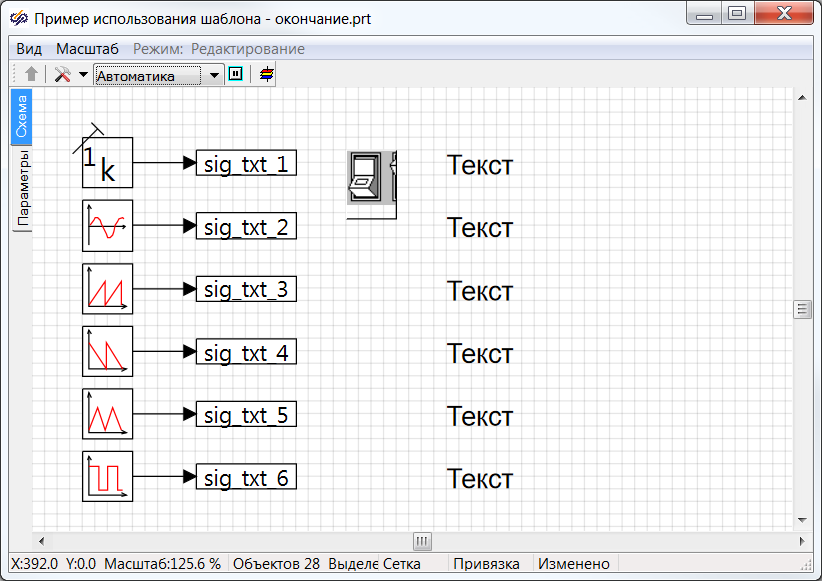 Пример использования шаблона - окончание.prt
Вид Масштаб Режим: Редактирование
Автоматика
Схема
Параметры
1 k
sig_txt_1 Текст
sig_txt_2 Текст
sig_txt_3 Текст
sig_txt_4 Текст
sig_txt_5 Текст
sig_txt_6 Текст
X:392.0 Y:0.0 Масштаб:125.6 % Объектов 28 Выделе Сетка Привязка Изменено